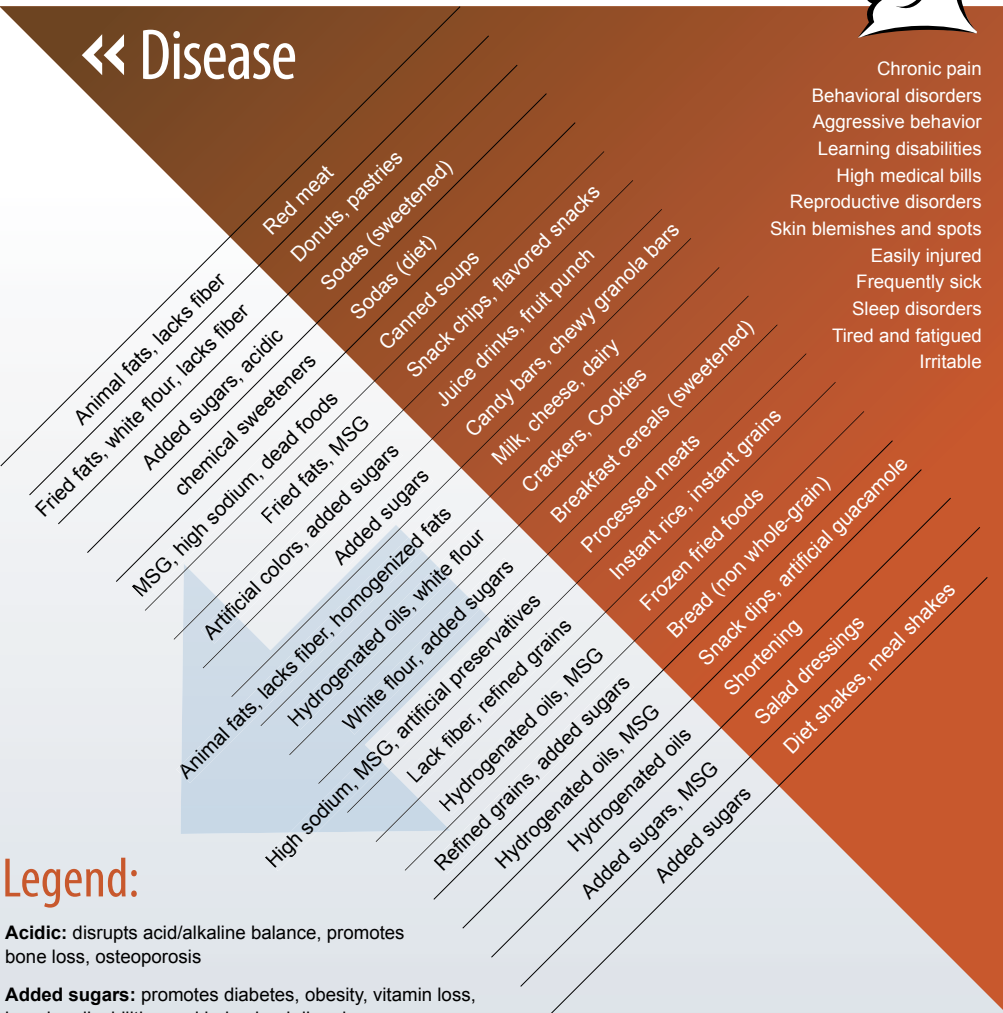 ‹‹ Disease
Chronic pain
Behavioral disorders
Aggressive behavior
Learning disabilities
High medical bills
Reproductive disorders
Skin blemishes and spots
Easily injured
Frequently sick
Sleep disorders
Tired and fatigued
Irritable
Red meat
Animal fats, lacks fiber
Donuts, pastries
Fried fats, white flour, lacks fiber
Sodas (sweetened)
Added sugars, acidic
Sodas (diet)
chemical sweeteners
Canned soups
MSG, high sodium, dead foods
Snack chips, flavored snacks
Fried fats, MSG
Juice drinks, fruit punch
Artificial colors, added sugars
Candy bars, chewy granola bars
Added sugars
Milk, cheese, dairy
Animal fats, lacks fiber, homogenized fats
Crackers, Cookies
Hydrogenated oils, white flour
Breakfast cereals (sweetened)
White flour, added sugars
Processed meats
High sodium, MSG, artificial preservatives
Instant rice, instant grains
Lack fiber, refined grains
Frozen fried foods
Hydrogenated oils, MSG
Bread (non whole-grain)
Refined grains, added sugars
Snack dips, artificial guacamole
Hydrogenated oils, MSG
Shortening
Hydrogenated oils
Salad dressings
Added sugars, MSG
Diet shakes, meal shakes
Added sugars
Legend:
Acidic: disrupts acid/alkaline balance, promotes
bone loss, osteoporosis
Added sugars: promotes diabetes, obesity, vitamin loss,